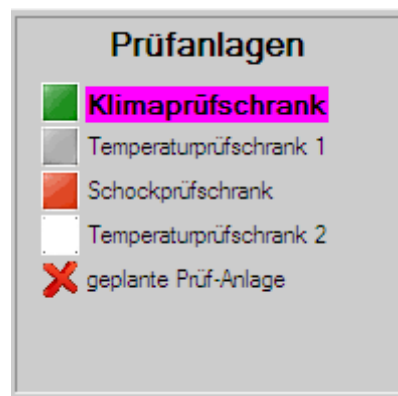 Prüfanlagen
Klimaprüfschrank
Temperaturprüfschrank 1
Schockprüfschrank
Temperaturprüfschrank 2
geplante Prüf-Anlage